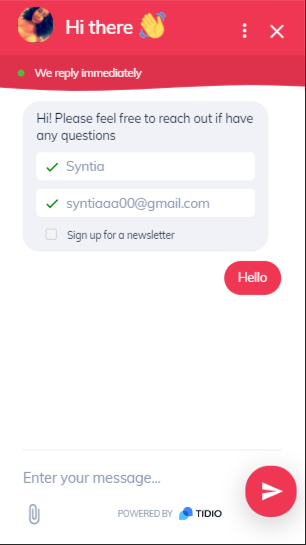 Hi there 👋
We reply immediately
Hi! Please feel free to reach out if have
any questions
Syntia
syntiaaa00@gmail.com
Sign up for a newsletter
Hello
Enter your message...
POWERED BY TIDIO